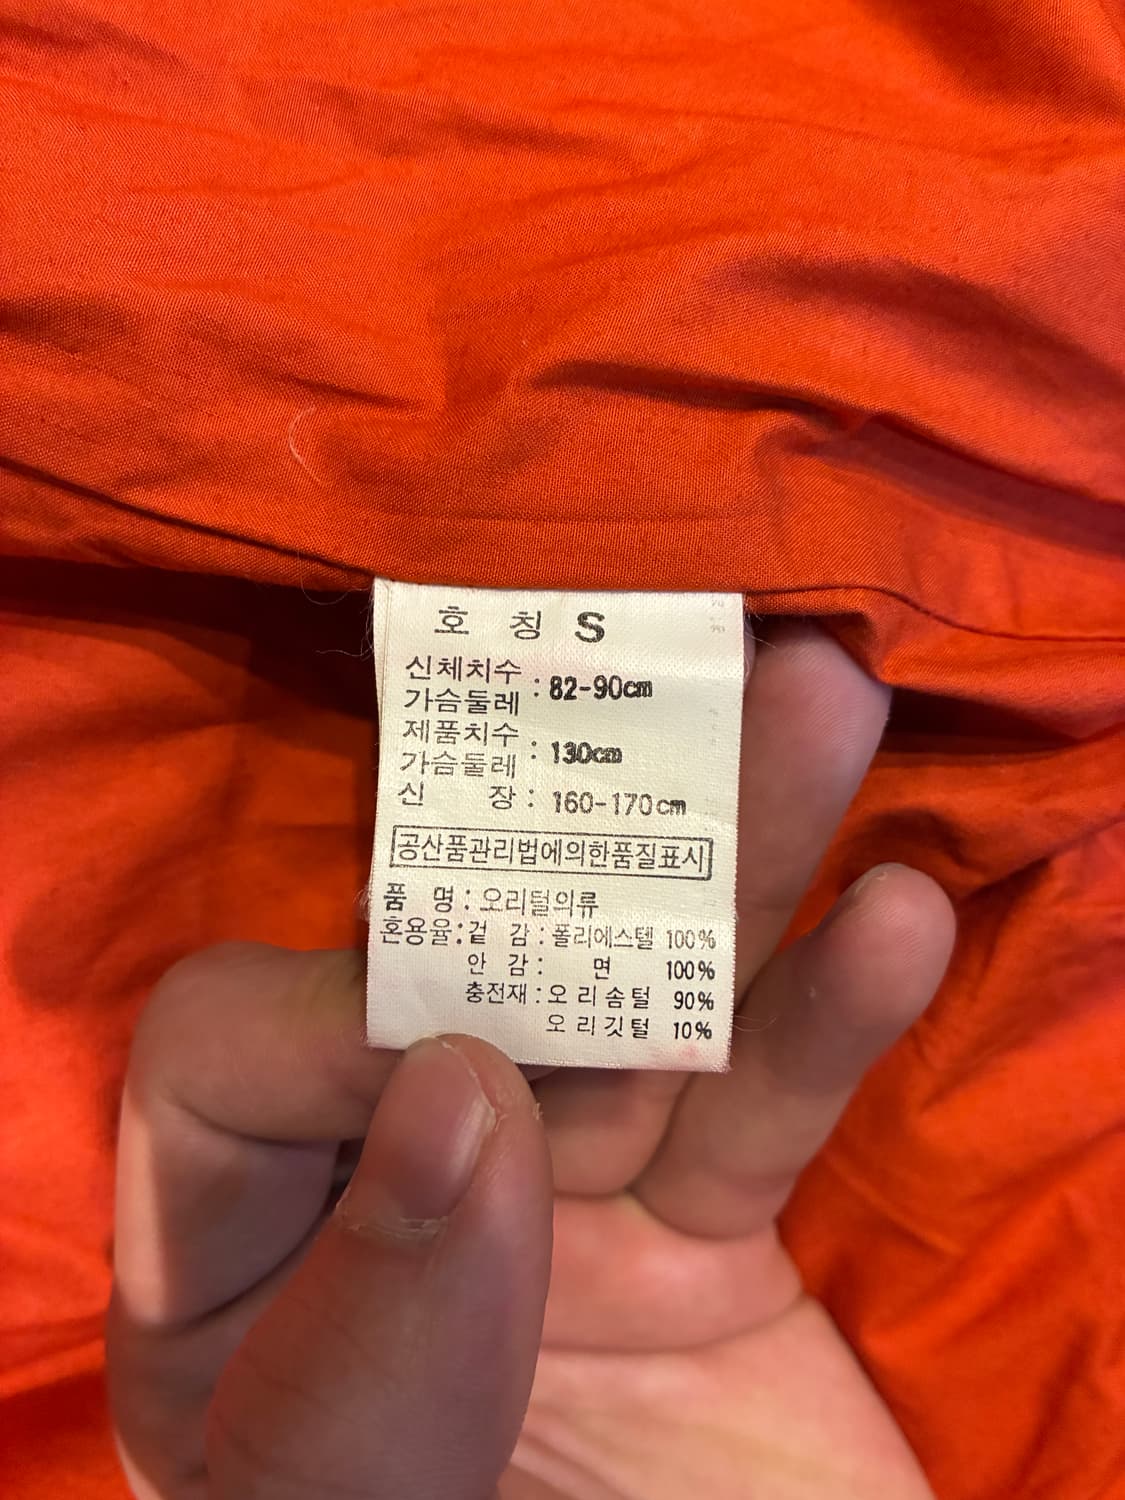 호 칭 S
신체치수
가슴둘레 : 82-90cm
제품치수
가슴둘레 : 130cm
신 장 : 160-170cm
공산품관리법에의한품질표시
품 명 : 오리털의류
혼용율: 겉 감 : 폴리에스텔 100%
안 감 : 면 100%
충전재 : 오리솜털 90%
오리깃털 10%